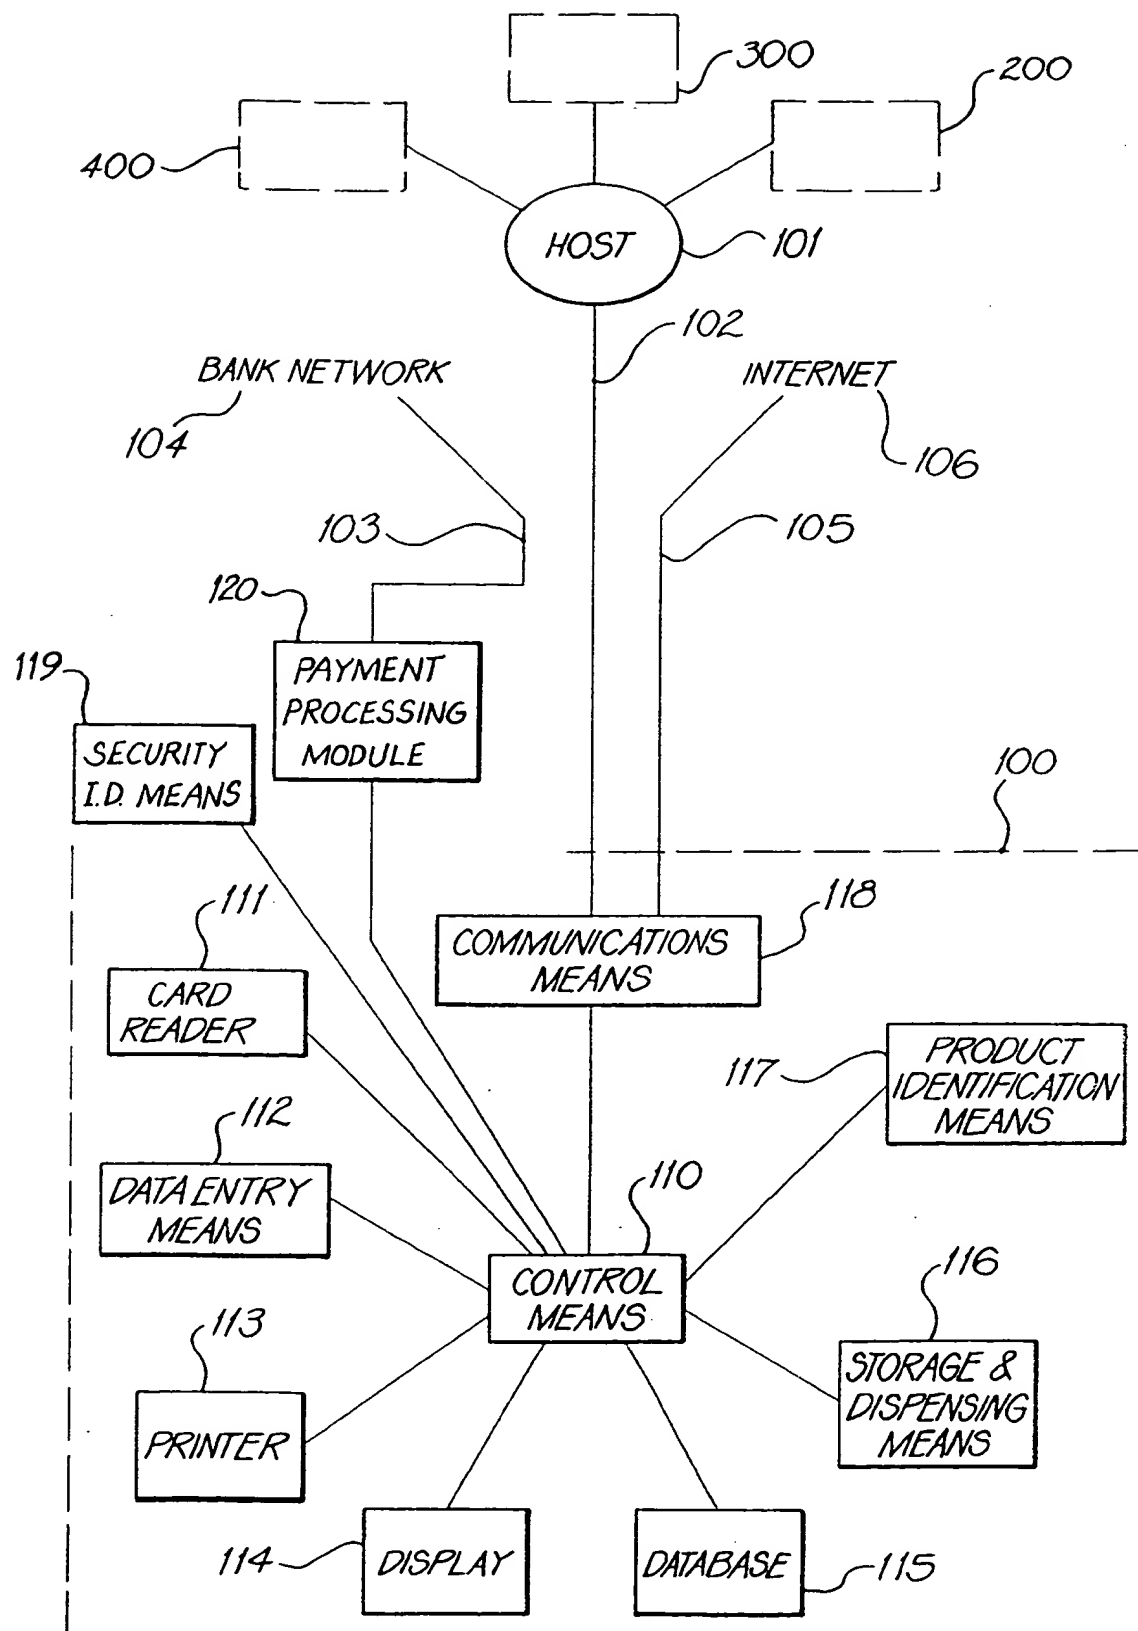 300
200
400
HOST
101
102
BANK NETWORK
INTERNET
104
106
103
105
120
119
PAYMENT
PROCESSING
MODULE
SECURITY
I.D. MEANS
100
111
118
COMMUNICATIONS
MEANS
CARD
READER
117
PRODUCT
IDENTIFICATION
MEANS
112
110
DATA ENTRY
MEANS
116
CONTROL
MEANS
113
STORAGE &
DISPENSING
MEANS
PRINTER
114
DISPLAY
DATABASE
115